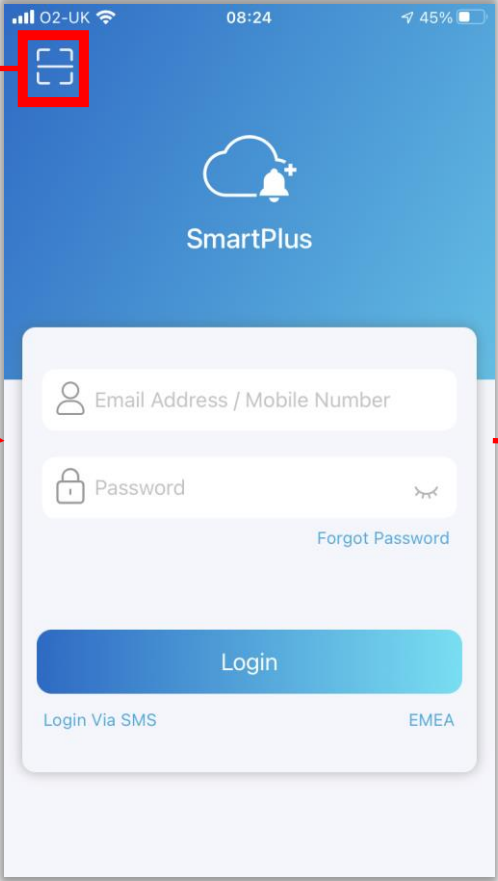 O2-UK 08:24 45%
SmartPlus
Email Address / Mobile Number
Password
Forgot Password
Login
Login Via SMS EMEA